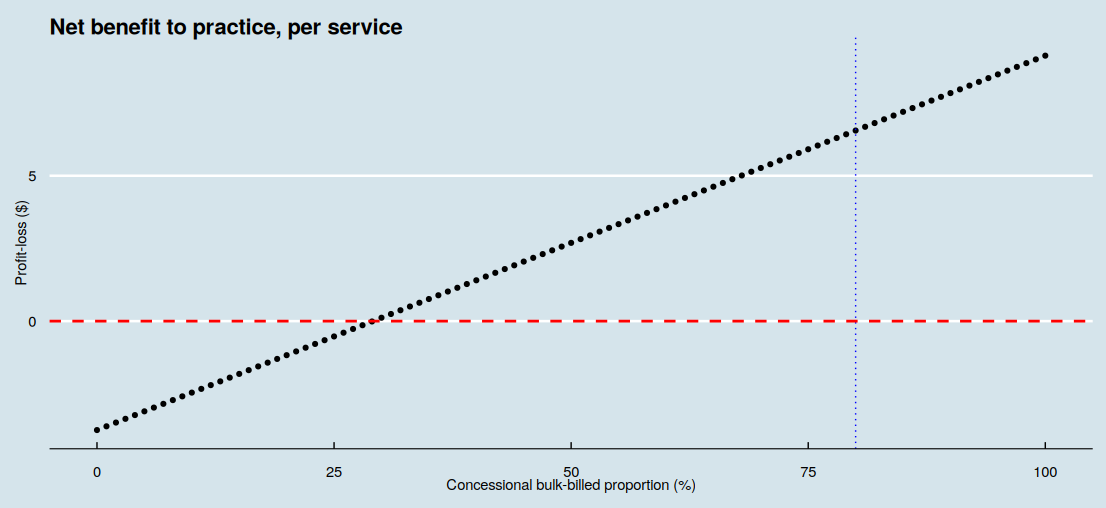 Net benefit to practice, per service
5
0
Profit-loss ($)
0 25 50 75 100
Concessional bulk-billed proportion (%)